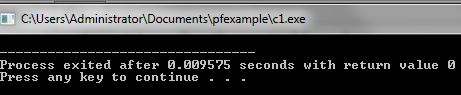 C:\Users\Administrator\Documents\pfexample\c1.exe
--------------------------------
Process exited after 0.009575 seconds with return value 0
Press any key to continue . . .